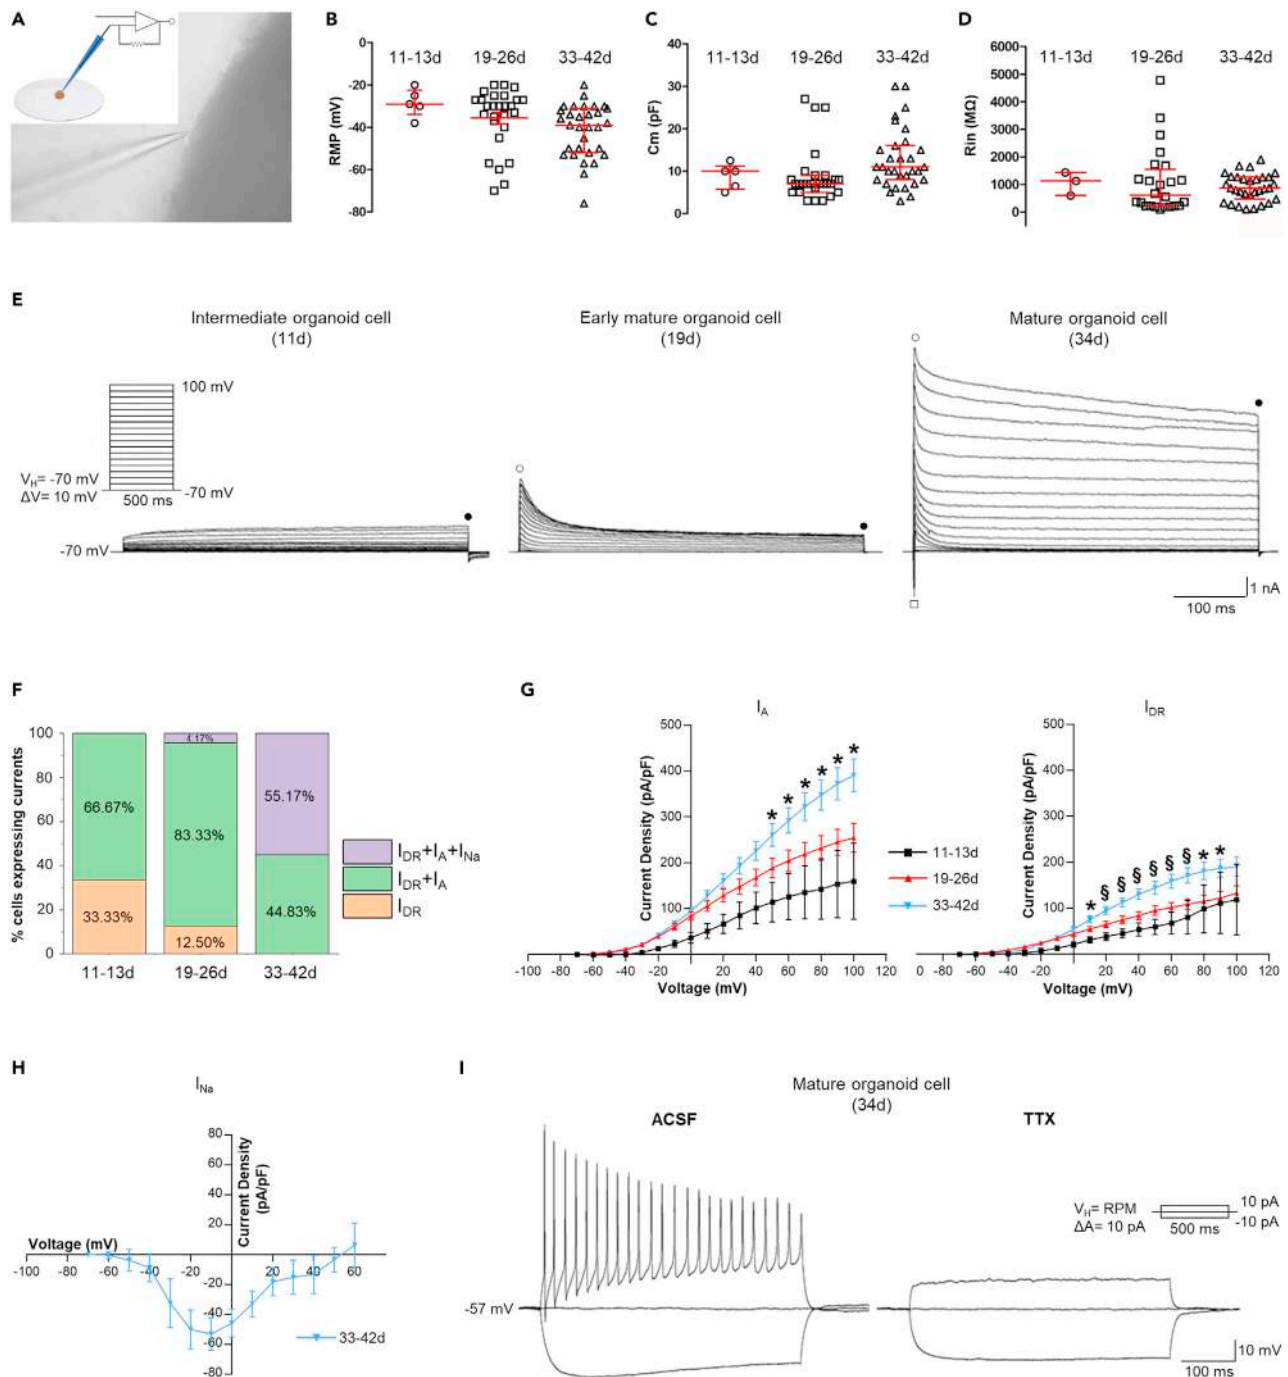 A
B
RMP (mV)
0
-20
-40
-60
-80
11-13d
19-26d
33-42d
C
Cm (pF)
40
30
20
10
0
11-13d
19-26d
33-42d
D
Rin (MΩ)
6000
5000
4000
3000
2000
1000
0
11-13d
19-26d
33-42d
E
Intermediate organoid cell
(11d)
Early mature organoid cell
(19d)
Mature organoid cell
(34d)
100 mV
VH= -70 mV
ΔV= 10 mV
-70 mV
500 ms
-70 mV
1 nA
100 ms
F
% cells expressing currents
100
80
60
40
20
0
66.67%
33.33%
4.17%
83.33%
12.50%
55.17%
44.83%
11-13d
19-26d
33-42d
IDR+IA+INa
IDR+IA
IDR
G
IA
Current Density (pA/pF)
500
400
300
200
100
* * * * * *
-100 -80 -60 -40 -20 0 20 40 60 80 100 120
Voltage (mV)
11-13d
19-26d
33-42d
IDR
Current Density (pA/pF)
500
400
300
200
100
* § § § § § § * *
0 -80 -60 -40 -20 20 40 60 80 100 120
Voltage (mV)
H
INa
Current Density
(pA/pF)
80
60
40
20
0
-20
-40
-60
-80
Voltage (mV)
-100 -80 -60 -40 -20 20 40 60
33-42d
I
Mature organoid cell
(34d)
ACSF
TTX
-57 mV
VH= RPM
ΔA= 10 pA
10 pA
-10 pA
500 ms
10 mV
100 ms